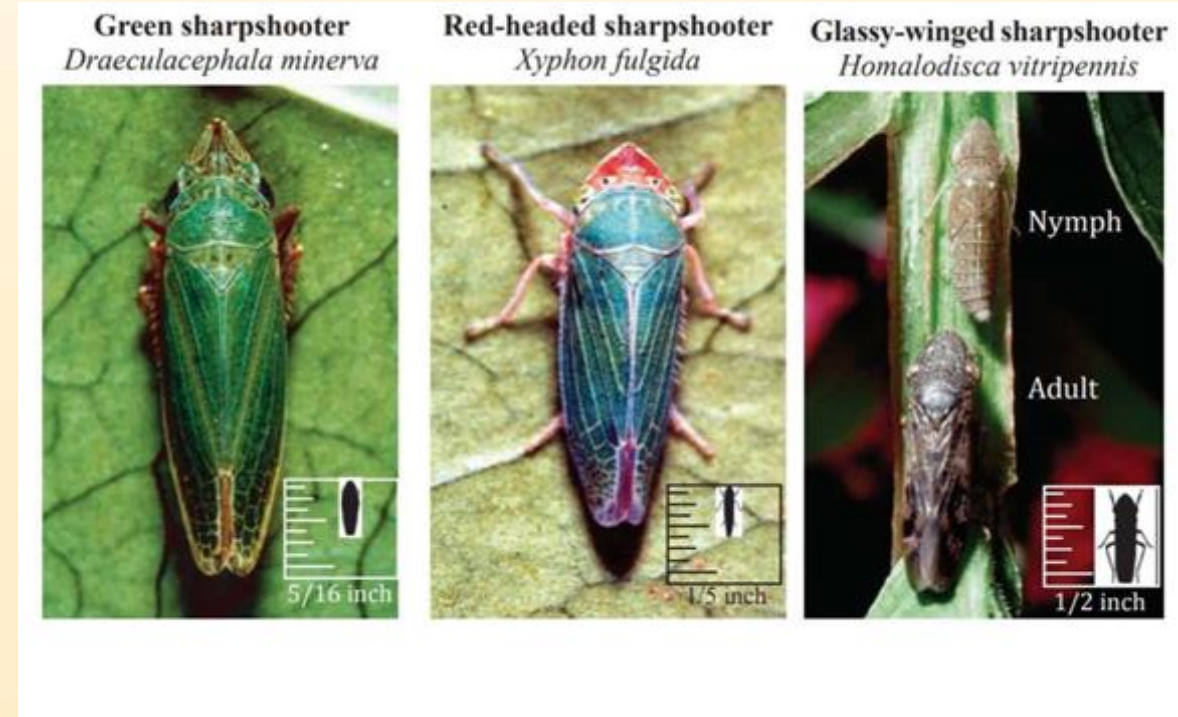 Green sharpshooter
Draeculacephala minerva
5/16 inch
Red-headed sharpshooter
Xyphon fulgida
1/5 inch
Glassy-winged sharpshooter
Homalodisca vitripennis
Nymph
Adult
1/2 inch